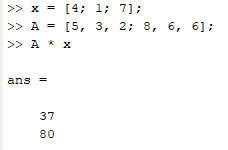 >> x = [4; 1; 7];
>> A = [5, 3, 2; 8, 6, 6];
>> A * x
ans =
37
80